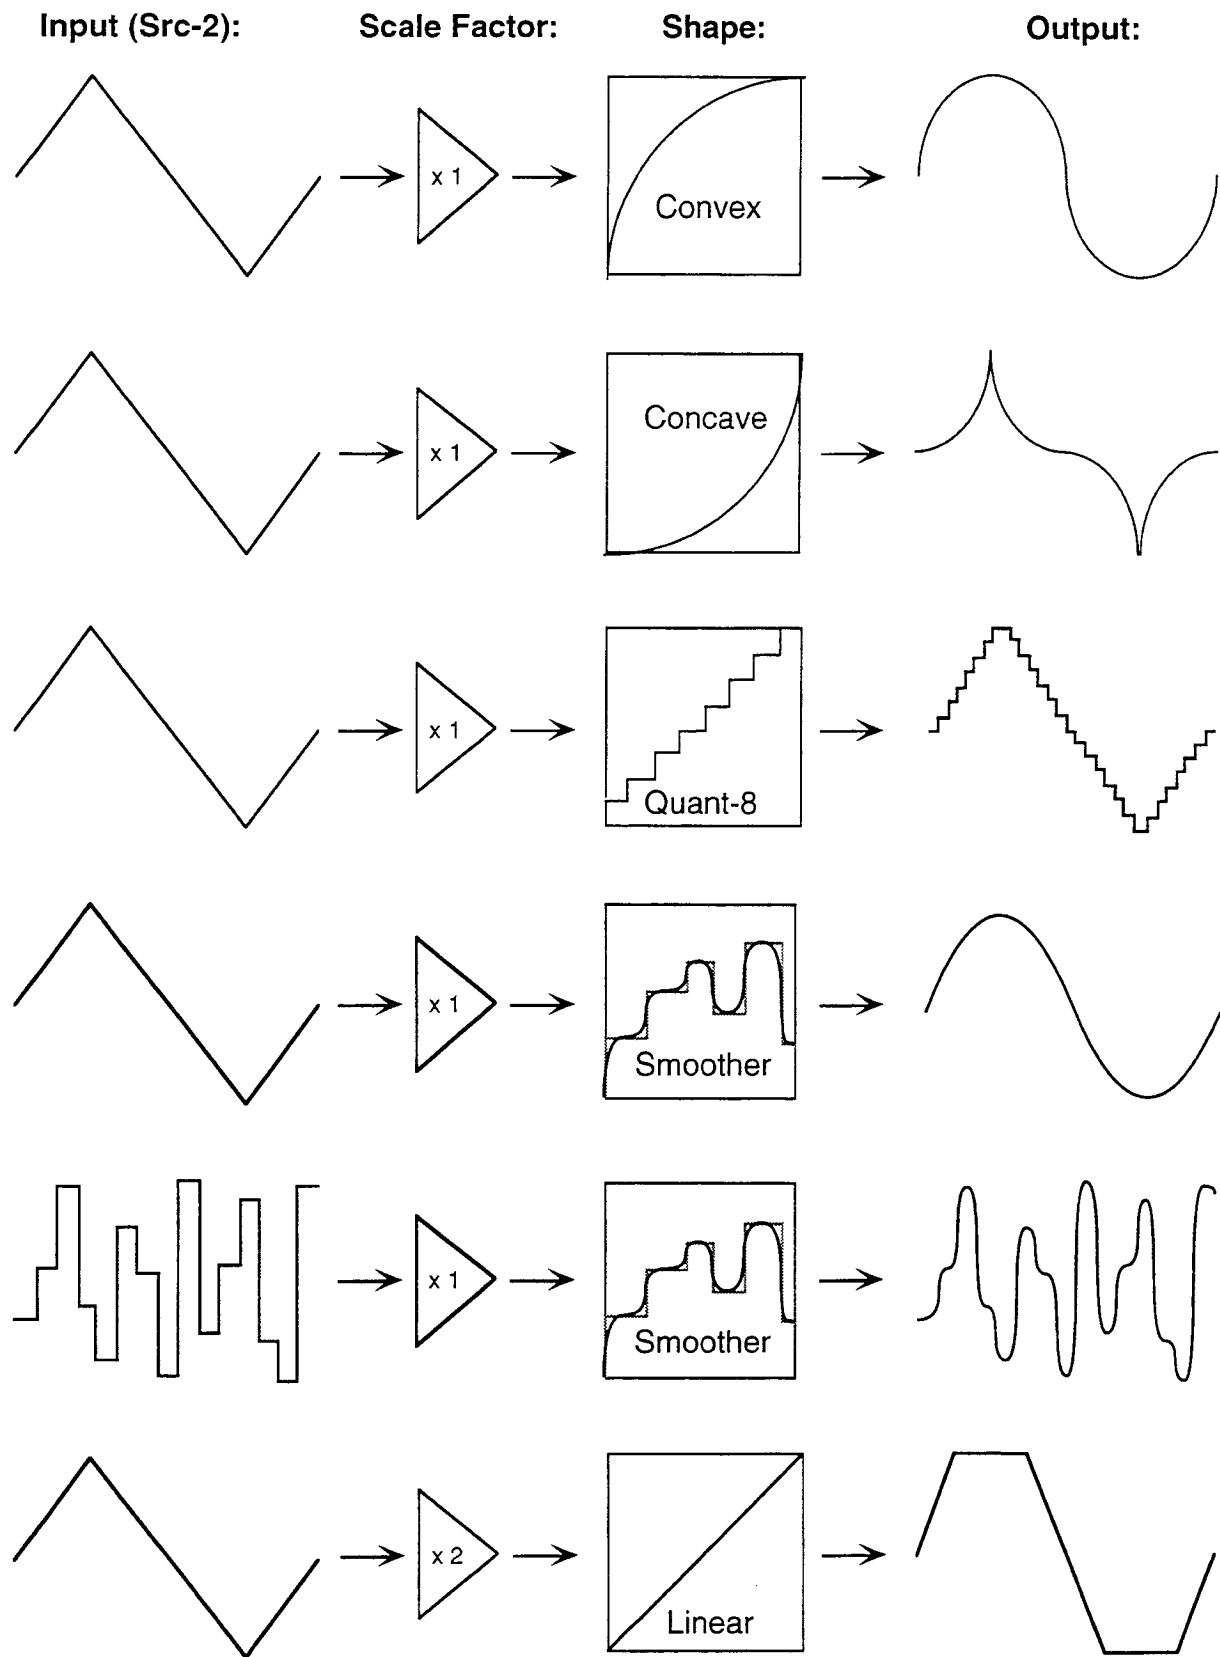 Input (Src-2): Scale Factor: Shape: Output:
x 1
Convex
x 1
Concave
x 1
Quant-8
x 1
Smoother
x 1
Smoother
x 2
Linear